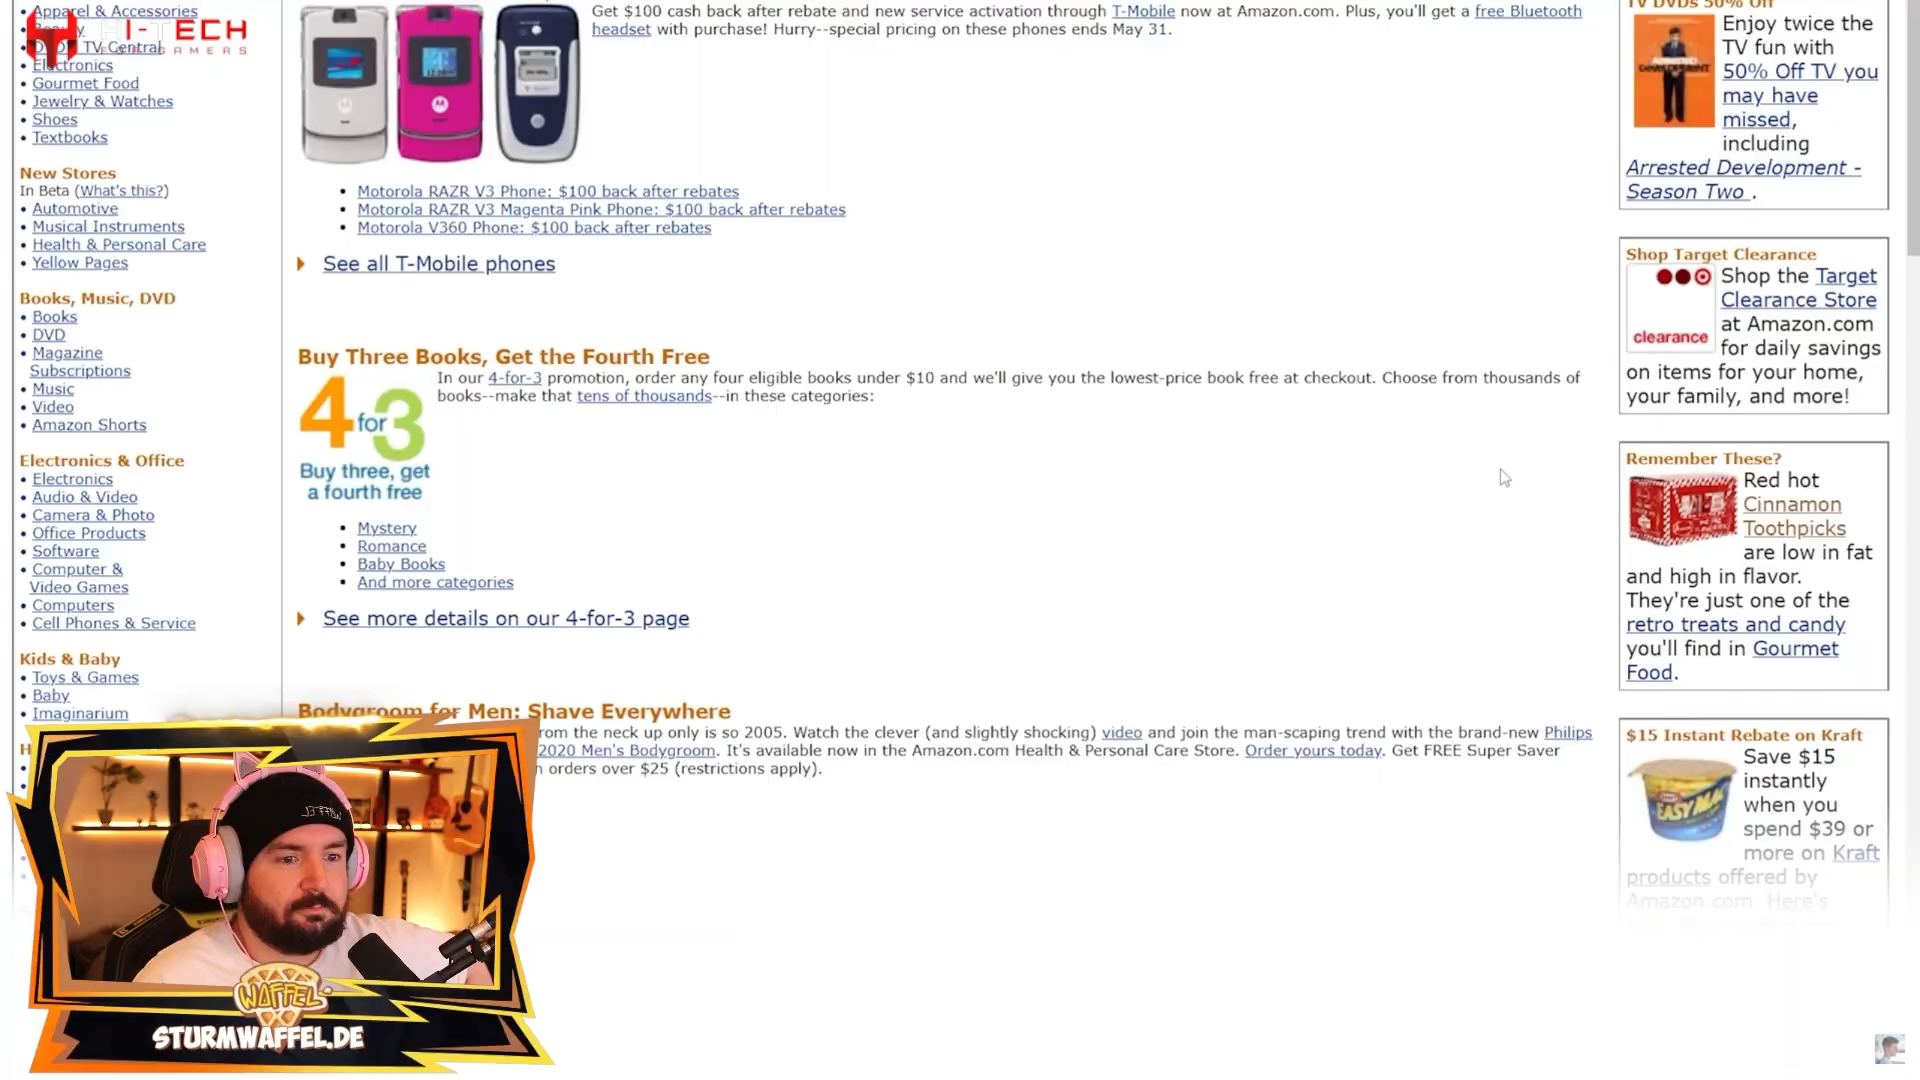 Apparel & Accessories
HI-TECH
FOR GAMERS
TV Central
Electronics
Gourmet Food
Jewelry & Watches
Shoes
Textbooks
New Stores
In Beta (What's this?)
Automotive
Musical Instruments
Health & Personal Care
Yellow Pages
Books, Music, DVD
Books
DVD
Magazine
Subscriptions
Music
Video
Amazon Shorts
Electronics & Office
Electronics
Audio & Video
Camera & Photo
Office Products
Software
Computer &
Video Games
Computers
Cell Phones & Service
Kids & Baby
Toys & Games
Baby
Imaginarium
Get $100 cash back after rebate and new service activation through T-Mobile now at Amazon.com. Plus, you'll get a free Bluetooth
headset with purchase! Hurry--special pricing on these phones ends May 31.
Motorola RAZR V3 Phone: $100 back after rebates
Motorola RAZR V3 Magenta Pink Phone: $100 back after rebates
Motorola V360 Phone: $100 back after rebates
See all T-Mobile phones
Buy Three Books, Get the Fourth Free
In our 4-for-3 promotion, order any four eligible books under $10 and we'll give you the lowest-price book free at checkout. Choose from thousands of
books--make that tens of thousands--in these categories:
4 for 3
Buy three, get
a fourth free
Mystery
Romance
Baby Books
And more categories
See more details on our 4-for-3 page
Bodygroom for Men: Shave Everywhere
rom the neck up only is so 2005. Watch the clever (and slightly shocking) video and join the man-scaping trend with the brand-new Philips
2020 Men's Bodygroom. It's available now in the Amazon.com Health & Personal Care Store. Order yours today. Get FREE Super Saver
n orders over $25 (restrictions apply).
TV DVDs 50% Off
Enjoy twice the
TV fun with
50% Off TV you
may have
missed,
including
Arrested Development -
Season Two .
Shop Target Clearance
clearance
Shop the Target
Clearance Store
at Amazon.com
for daily savings
on items for your home,
your family, and more!
Remember These?
Red hot
Cinnamon
Toothpicks
are low in fat
and high in flavor.
They're just one of the
retro treats and candy
you'll find in Gourmet
Food.
$15 Instant Rebate on Kraft
EASY MAC
Save $15
instantly
when you
spend $39 or
more on Kraft
products offered by
Amazon.com. Here's
WAFFEL
WAFFEL
STURMWAFFEL.DE